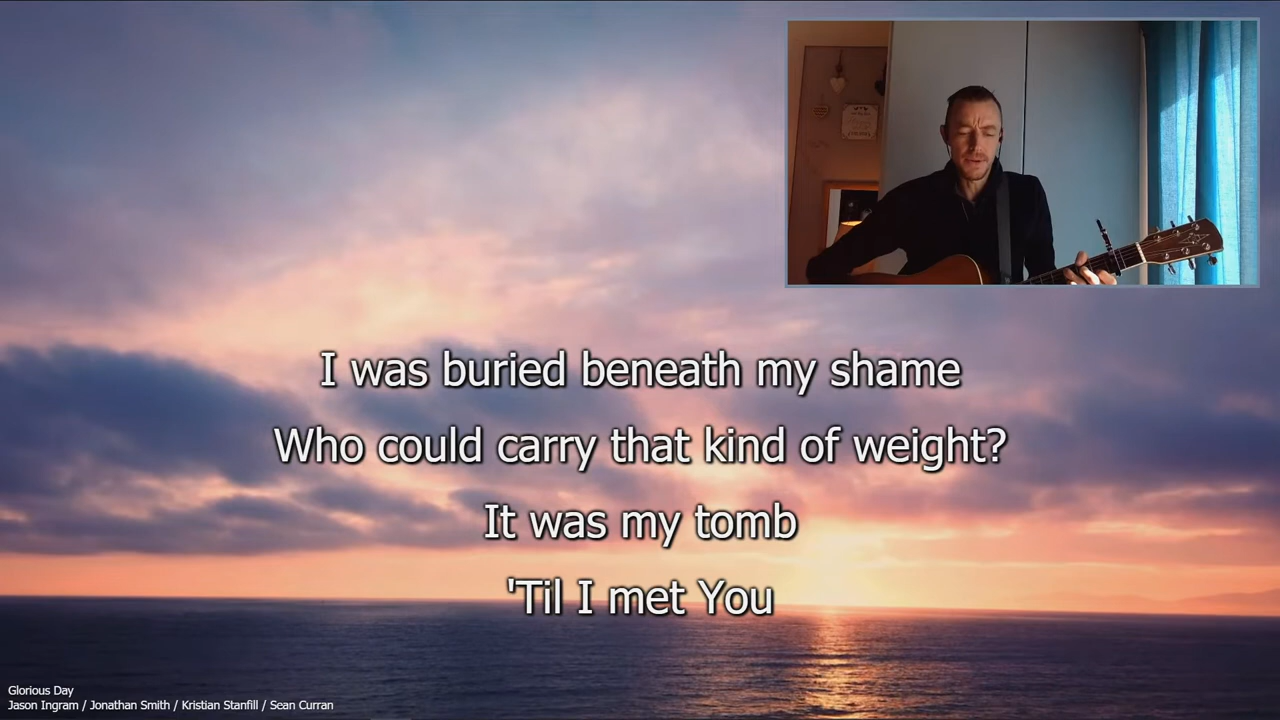 I was buried beneath my shame
Who could carry that kind of weight?
It was my tomb
'Til I met You
Glorious Day
Jason Ingram / Jonathan Smith / Kristian Stanfill / Sean Curran